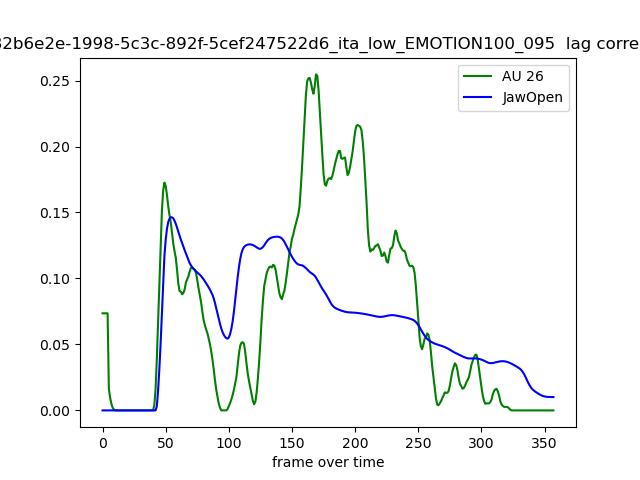 32b6e2e-1998-5c3c-892f-5cef247522d6_ita_low_EMOTION100_095 lag corre
AU 26
JawOpen
0.25
0.20
0.15
0.10
0.05
0.00
0 50 100 150 200 250 300 350
frame over time